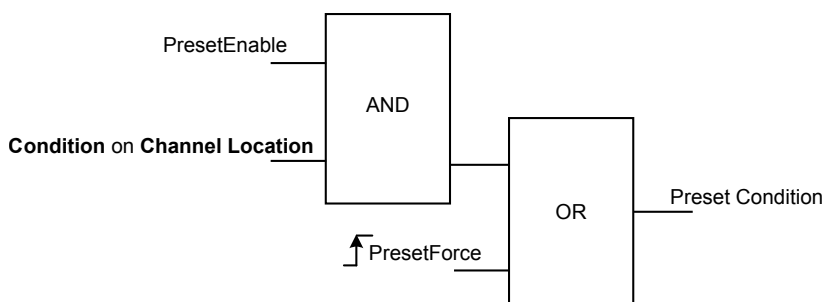 PresetEnable
AND
Condition on Channel Location
OR
Preset Condition
PresetForce